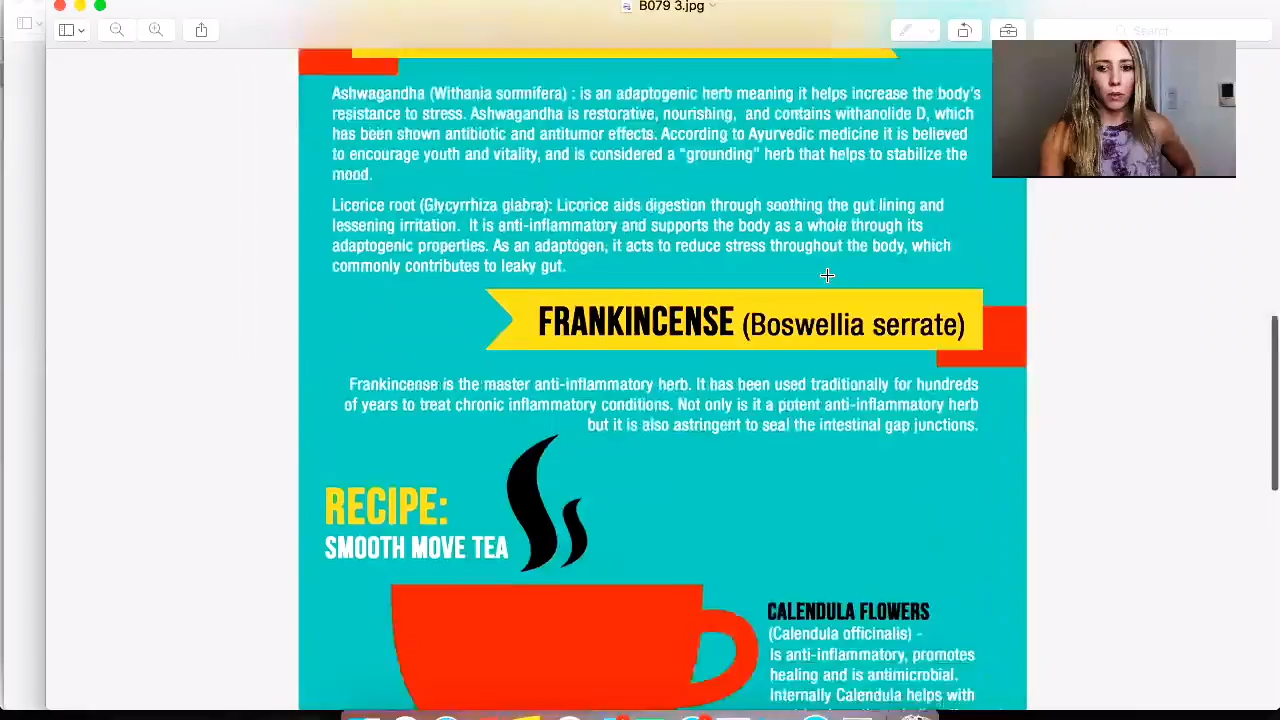 B079 3.jpg
Search
Ashwagandha (Withania somnifera) : is an adaptogenic herb meaning it helps increase the body's
resistance to stress. Ashwagandha is restorative, nourishing, and contains withanolide D, which
has been shown antibiotic and antitumor effects. According to Ayurvedic medicine it is believed
to encourage youth and vitality, and is considered a "grounding" herb that helps to stabilize the
mood.
Licorice root (Glycyrrhiza glabra): Licorice aids digestion through soothing the gut lining and
lessening irritation. It is anti-inflammatory and supports the body as a whole through its
adaptogenic properties. As an adaptogen, it acts to reduce stress throughout the body, which
commonly contributes to leaky gut.
FRANKINCENSE (Boswellia serrate)
Frankincense is the master anti-inflammatory herb. It has been used traditionally for hundreds
of years to treat chronic inflammatory conditions. Not only is it a potent anti-inflammatory herb
but it is also astringent to seal the intestinal gap junctions.
RECIPE:
SMOOTH MOVE TEA
CALENDULA FLOWERS
(Calendula officinalis) -
Is anti-inflammatory, promotes
healing and is antimicrobial.
Internally Calendula helps with